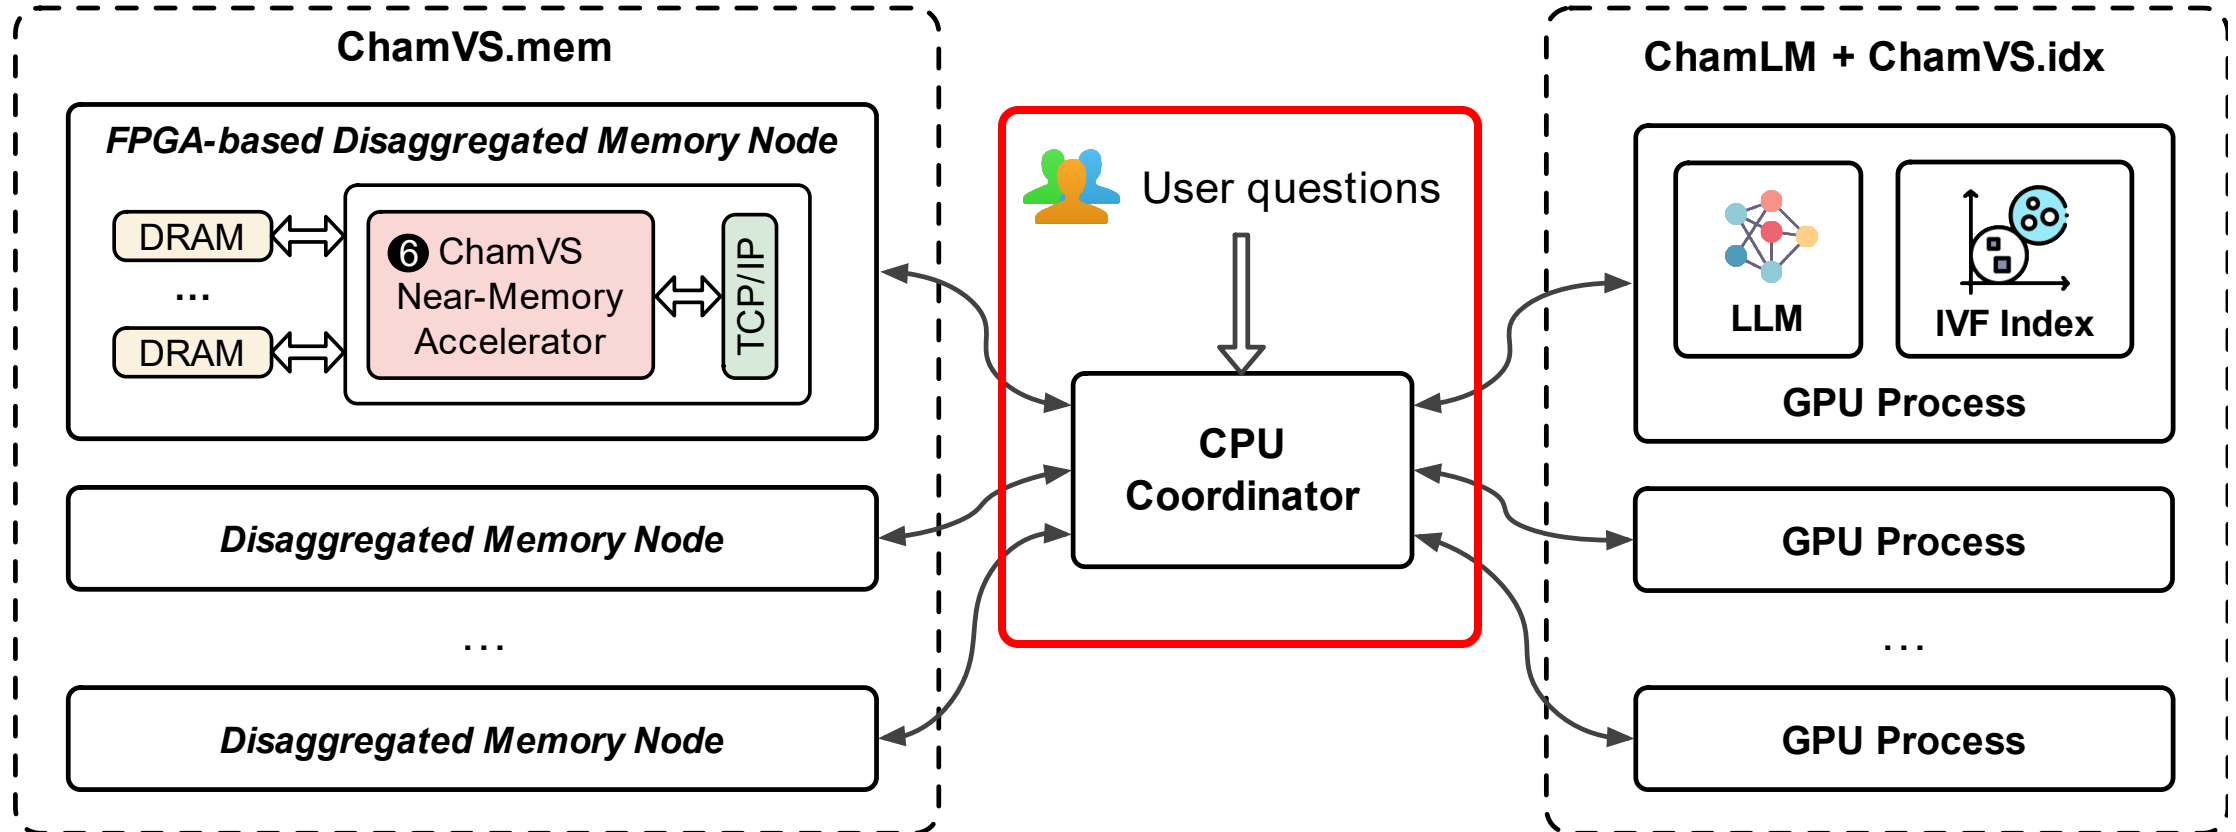 ChamVS.mem
FPGA-based Disaggregated Memory Node
DRAM
...
DRAM
6 ChamVS
Near-Memory
Accelerator
TCP/IP
Disaggregated Memory Node
...
Disaggregated Memory Node
User questions
CPU
Coordinator
ChamLM + ChamVS.idx
LLM
IVF Index
GPU Process
GPU Process
...
GPU Process